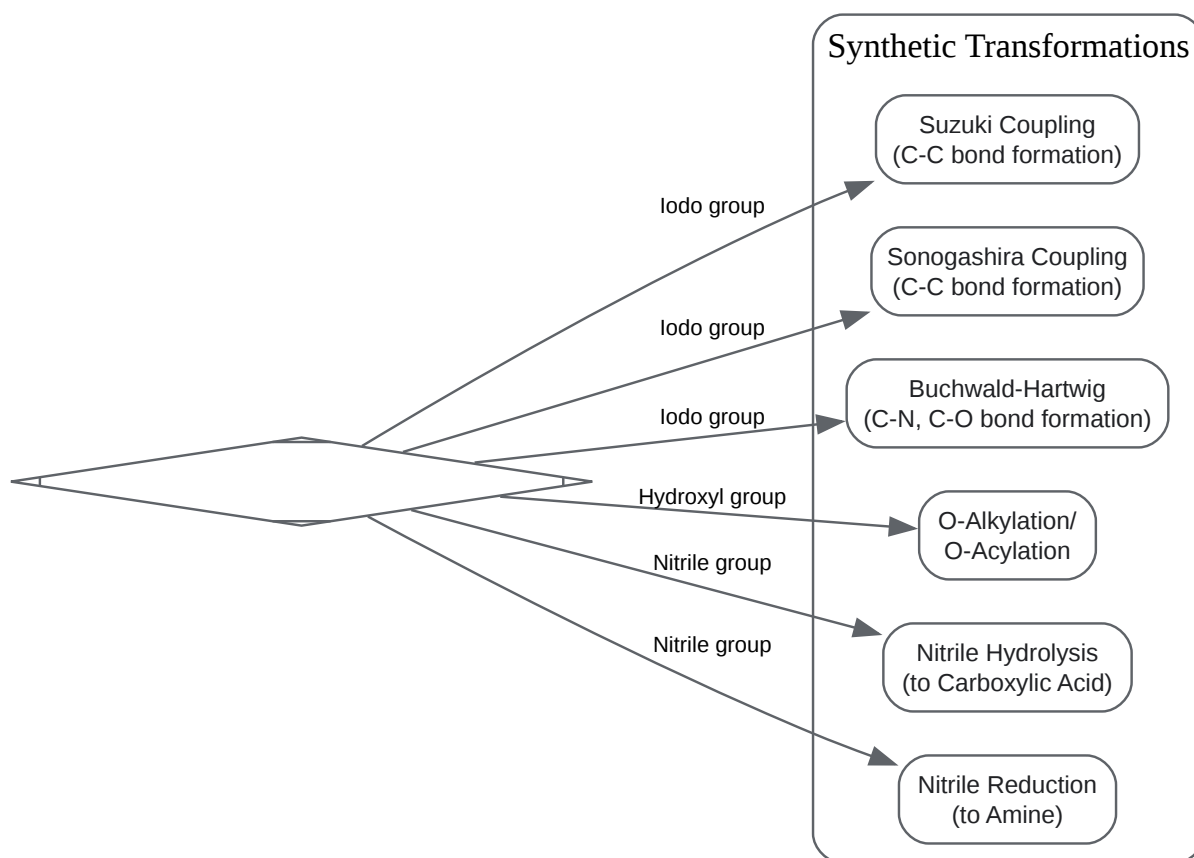 Synthetic Transformations
Suzuki Coupling
(C-C bond formation)
Iodo group
Sonogashira Coupling
(C-C bond formation)
Iodo group
Buchwald-Hartwig
(C-N, C-O bond formation)
Iodo group
Hydroxyl group
O-Alkylation/
O-Acylation
Nitrile group
Nitrile Hydrolysis
(to Carboxylic Acid)
Nitrile group
Nitrile Reduction
(to Amine)